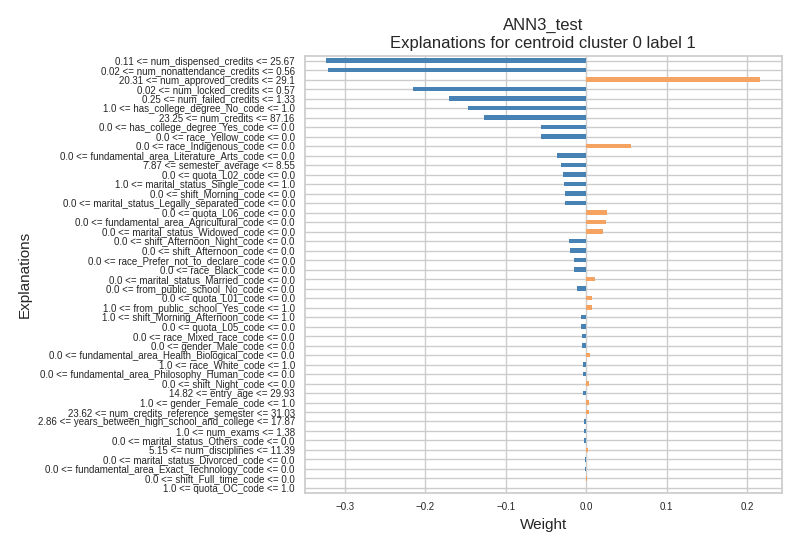 ANN3_test
Explanations for centroid cluster 0 label 1
0.11 <= num_dispensed_credits <= 25.67
0.02 <= num_nonattendance_credits <= 0.56
20.31 <= num_approved_credits <= 29.1
0.02 <= num_locked_credits <= 0.57
0.25 <= num_failed_credits <= 1.33
1.0 <= has_college_degree_No_code <= 1.0
23.25 <= num_credits <= 87.16
0.0 <= has_college_degree_Yes_code <= 0.0
0.0 <= race_Yellow_code <= 0.0
0.0 <= race_Indigenous_code <= 0.0
0.0 <= fundamental_area_Literature_Arts_code <= 0.0
7.87 <= semester_average <= 8.55
0.0 <= quota_L02_code <= 0.0
1.0 <= marital_status_Single_code <= 1.0
0.0 <= shift_Morning_code <= 0.0
0.0 <= marital_status_Legally_separated_code <= 0.0
0.0 <= quota_L06_code <= 0.0
0.0 <= fundamental_area_Agricultural_code <= 0.0
0.0 <= marital_status_Widowed_code <= 0.0
0.0 <= shift_Afternoon_Night_code <= 0.0
0.0 <= shift_Afternoon_code <= 0.0
0.0 <= race_Prefer_not_to_declare_code <= 0.0
0.0 <= race_Black_code <= 0.0
0.0 <= marital_status_Married_code <= 0.0
0.0 <= from_public_school_No_code <= 0.0
0.0 <= quota_L01_code <= 0.0
1.0 <= from_public_school_Yes_code <= 1.0
1.0 <= shift_Morning_Afternoon_code <= 1.0
0.0 <= quota_L05_code <= 0.0
0.0 <= race_Mixed_race_code <= 0.0
0.0 <= gender_Male_code <= 0.0
0.0 <= fundamental_area_Health_Biological_code <= 0.0
1.0 <= race_White_code <= 1.0
0.0 <= fundamental_area_Philosophy_Human_code <= 0.0
0.0 <= shift_Night_code <= 0.0
14.82 <= entry_age <= 29.93
1.0 <= gender_Female_code <= 1.0
23.62 <= num_credits_reference_semester <= 31.03
2.86 <= years_between_high_school_and_college <= 17.87
1.0 <= num_exams <= 1.38
0.0 <= marital_status_Others_code <= 0.0
5.15 <= num_disciplines <= 11.39
0.0 <= marital_status_Divorced_code <= 0.0
0.0 <= fundamental_area_Exact_Technology_code <= 0.0
0.0 <= shift_Full_time_code <= 0.0
1.0 <= quota_OC_code <= 1.0
Explanations
−0.3 −0.2 −0.1 0.0 0.1 0.2
Weight